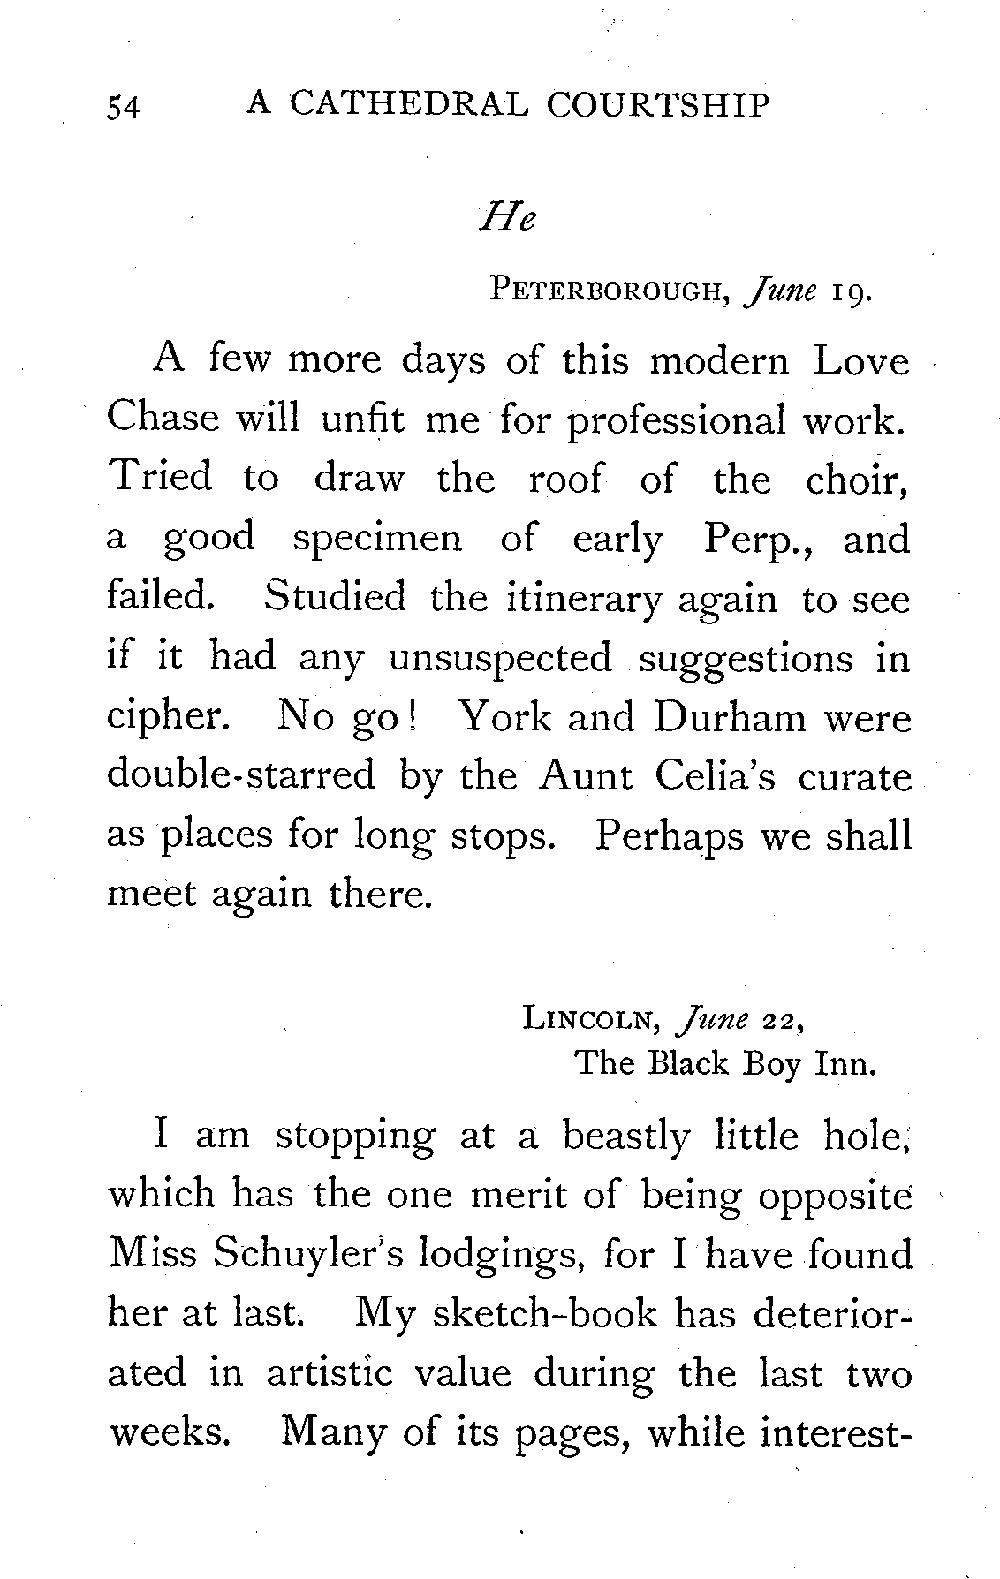 54 A CATHEDRAL COURTSHIP
He
PETERBOROUGH, June 19.
A few more days of this modern Love
Chase will unfit me for professional work.
Tried to draw the roof of the choir,
a good specimen of early Perp., and
failed. Studied the itinerary again to see
if it had any unsuspected suggestions in
cipher. No go! York and Durham were
double-starred by the Aunt Celia's curate
as places for long stops. Perhaps we shall
meet again there.
LINCOLN, June 22,
The Black Boy Inn.
I am stopping at a beastly little hole,
which has the one merit of being opposite
Miss Schuyler's lodgings, for I have found
her at last. My sketch-book has deterior-
ated in artistic value during the last two
weeks. Many of its pages, while interest-